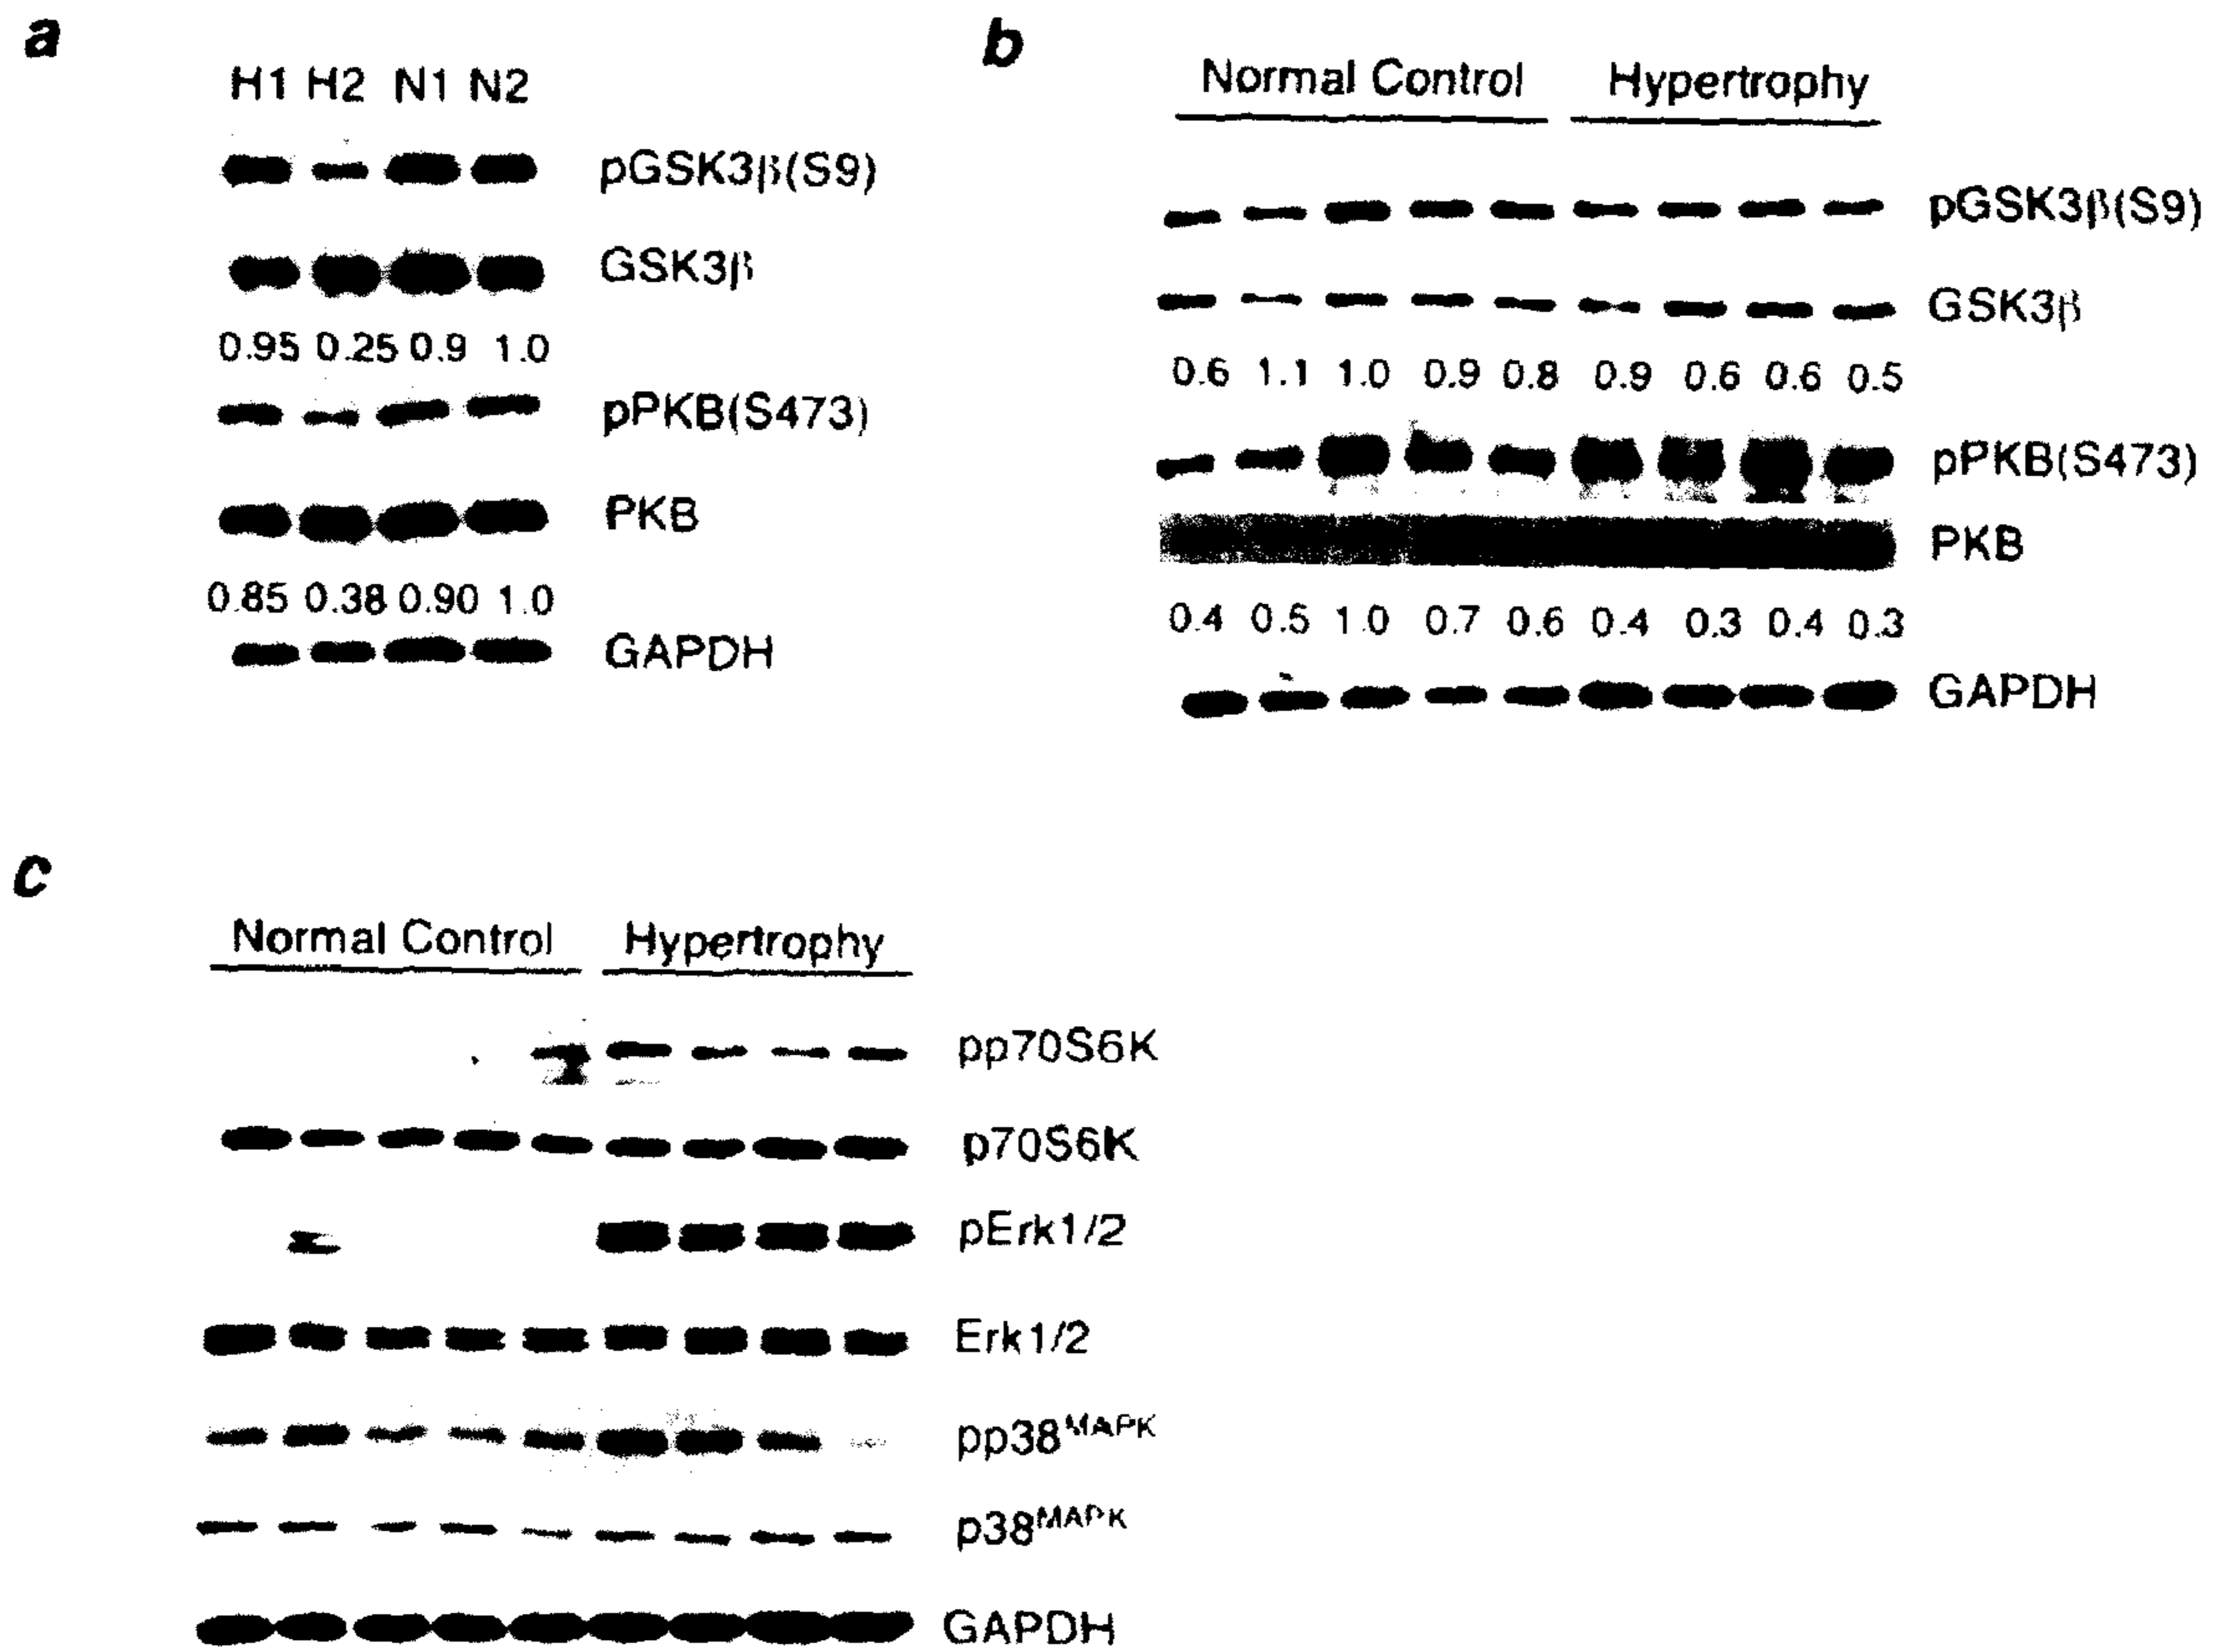 a
H1 H2 N1 N2
pGSK3β(S9)
GSK3β
0.95 0.25 0.9 1.0
pPKB(S473)
PKB
0.85 0.38 0.90 1.0
GAPDH
b
Normal Control Hypertrophy
pGSK3β(S9)
GSK3β
0.6 1.1 1.0 0.9 0.8 0.9 0.6 0.6 0.5
pPKB(S473)
PKB
0.4 0.5 1.0 0.7 0.6 0.4 0.3 0.4 0.3
GAPDH
c
Normal Control Hypertrophy
pp70S6K
p70S6K
pErk1/2
Erk1/2
pp38MAPK
p38MAPK
GAPDH